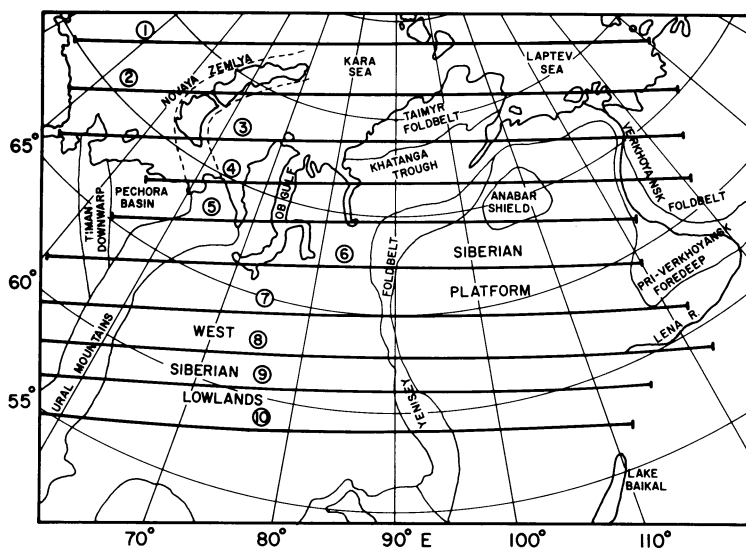 ①
KARA
SEA
LAPTEV
SEA
②
NOVAYA ZEMLYA
TAIMYR
FOLDBELT
③
65°
KHATANGA
TROUGH
VERKHOYANSK
FOLDBELT
④
PECHORA
BASIN
⑤
OB GULF
ANABAR
SHIELD
TIMAN
DOWNWARP
⑥
FOLDBELT
SIBERIAN
PLATFORM
PRI-VERKHOYANSK
FOREDEEP
60°
⑦
LENA R.
WEST
⑧
URAL MOUNTAINS
SIBERIAN
⑨
LOWLANDS
YENISEY
55°
⑩
LAKE
BAIKAL
70°
80°
90° E
100°
110°